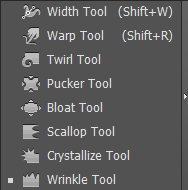 Width Tool (Shift+W)
Warp Tool (Shift+R)
Twirl Tool
Pucker Tool
Bloat Tool
Scallop Tool
Crystallize Tool
Wrinkle Tool